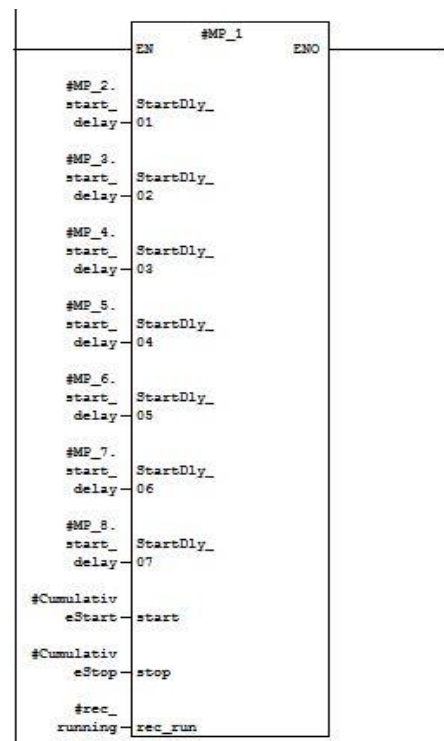 #MP_1
EN ENO
#MP_2.
start_ StartDly_
delay 01
#MP_3.
start_ StartDly_
delay 02
#MP_4.
start_ StartDly_
delay 03
#MP_5.
start_ StartDly_
delay 04
#MP_6.
start_ StartDly_
delay 05
#MP_7.
start_ StartDly_
delay 06
#MP_8.
start_ StartDly_
delay 07
#Cumulativ
eStart start
#Cumulativ
eStop stop
#rec_
running rec_run